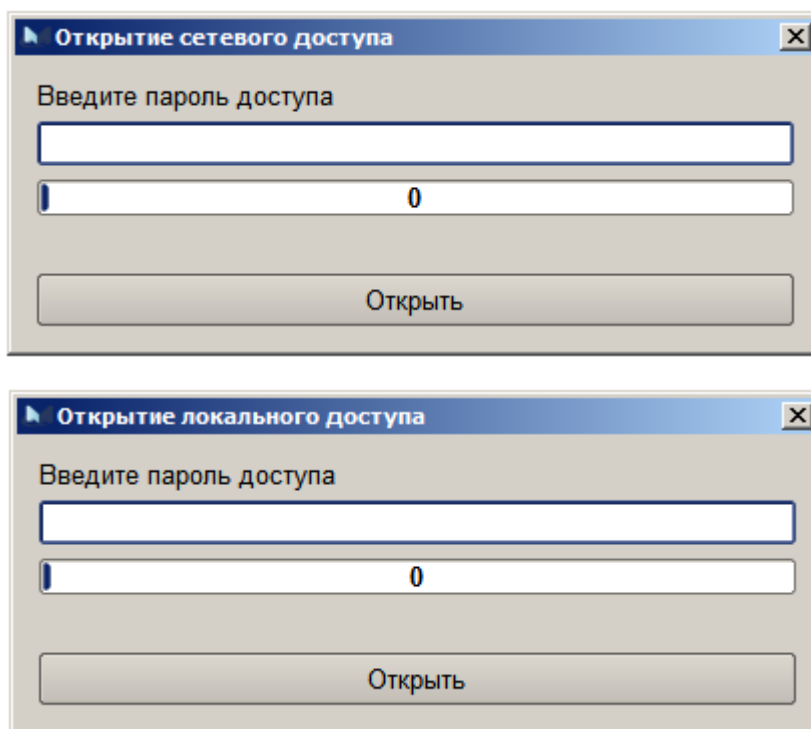 Открытие сетевого доступа
Введите пароль доступа
0
Открыть
Открытие локального доступа
Введите пароль доступа
0
Открыть